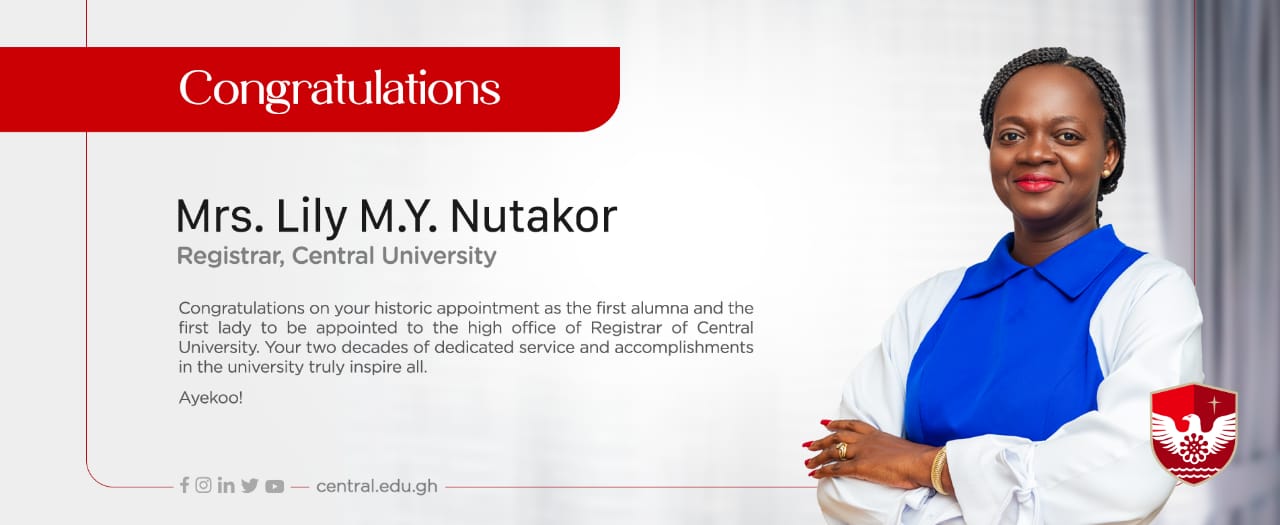 Congratulations
Mrs. Lily M.Y. Nutakor
Registrar, Central University
Congratulations on your historic appointment as the first alumna and the
first lady to be appointed to the high office of Registrar of Central
University. Your two decades of dedicated service and accomplishments
in the university truly inspire all.
Ayekoo!
central.edu.gh